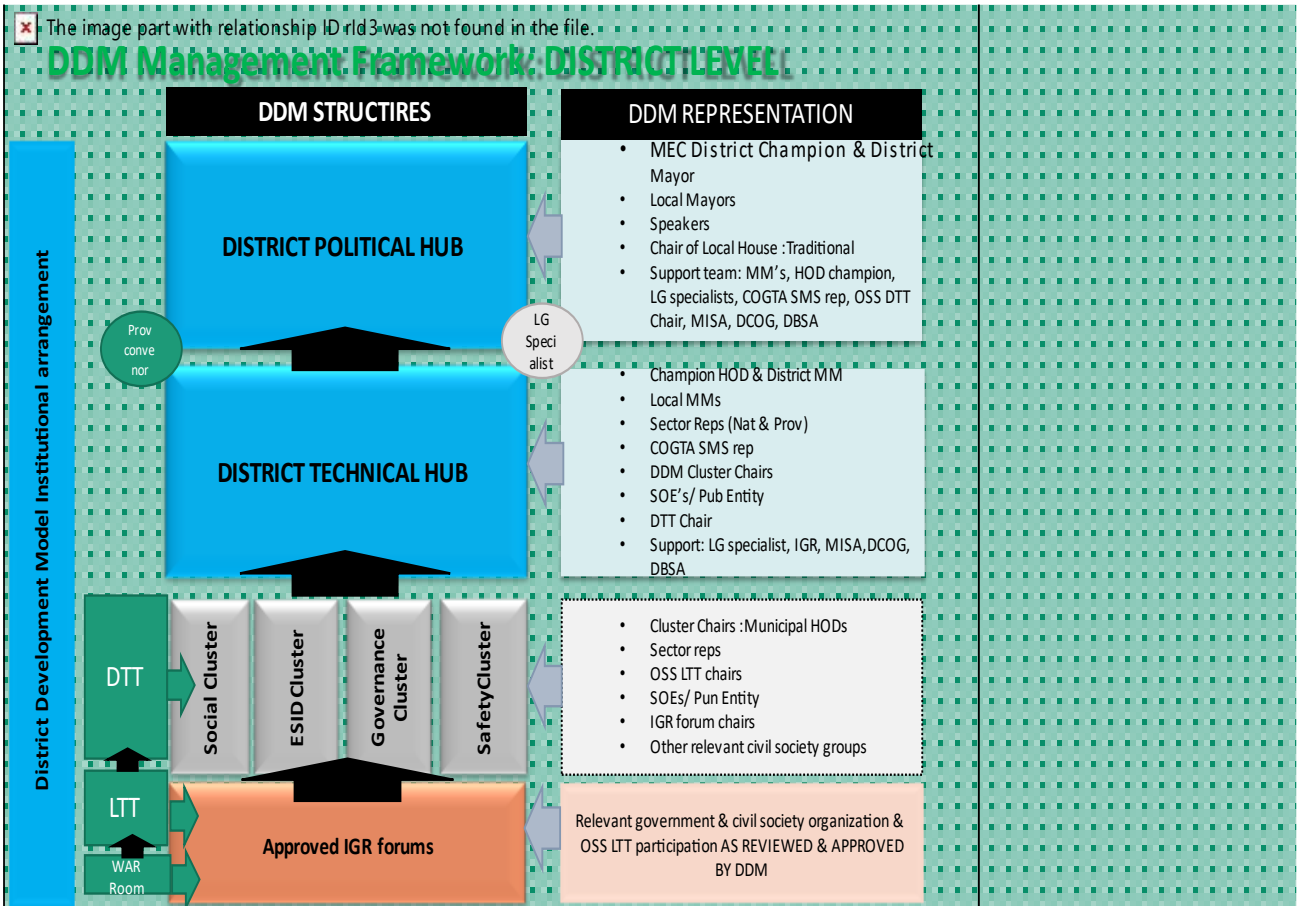 The image part with relationship ID rId3 was not found in the file.
DDM Management Framework: DISTRICT LEVEL
DDM STRUCTIRES
DDM REPRESENTATION
District Development Model Institutional arrangement
DISTRICT POLITICAL HUB
• MEC District Champion & District
Mayor
• Local Mayors
• Speakers
• Chair of Local House :Traditional
• Support team: MM's, HOD champion,
LG specialists, COGTA SMS rep, OSS DTT
Chair, MISA, DCOG, DBSA
Prov
conve
nor
LG
Speci
alist
DISTRICT TECHNICAL HUB
• Champion HOD & District MM
• Local MMs
• Sector Reps (Nat & Prov)
• COGTA SMS rep
• DDM Cluster Chairs
• SOE's/ Pub Entity
• DTT Chair
• Support: LG specialist, IGR, MISA,DCOG,
DBSA
DTT
Social Cluster
ESID Cluster
Governance
Cluster
SafetyCluster
• Cluster Chairs :Municipal HODs
• Sector reps
• OSS LTT chairs
• SOEs/ Pun Entity
• IGR forum chairs
• Other relevant civil society groups
LTT
WAR
Room
Approved IGR forums
Relevant government & civil society organization &
OSS LTT participation AS REVIEWED & APPROVED
BY DDM